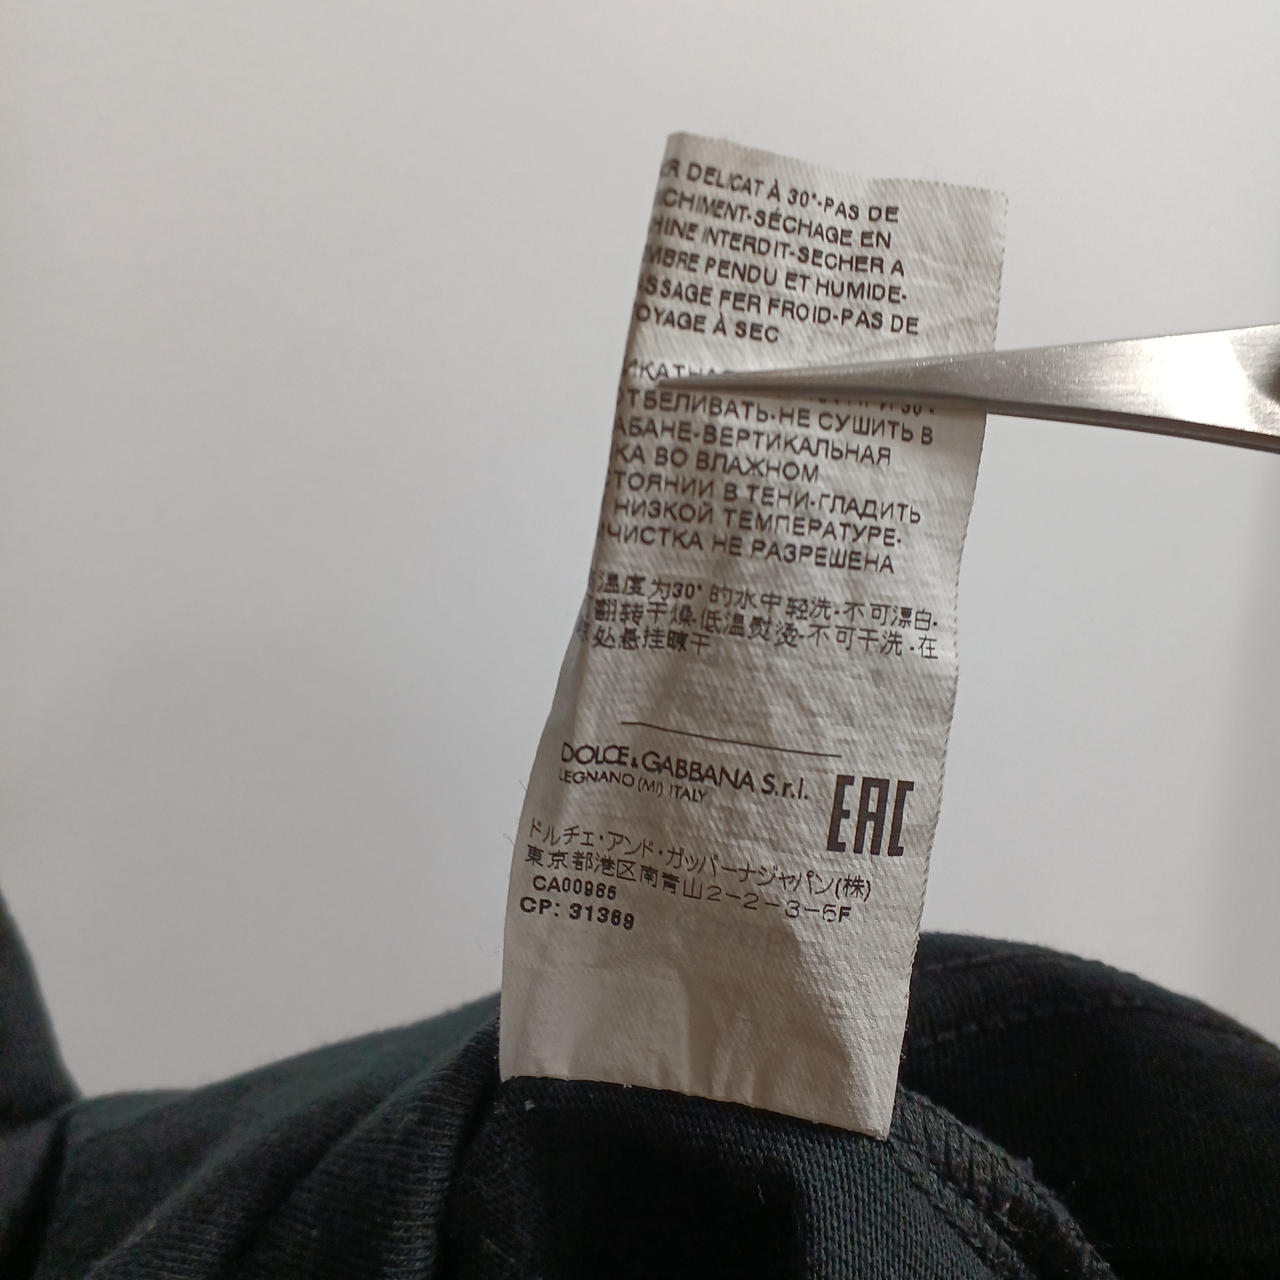 DELICAT À 30°-PAS DE
CHIMENT-SÉCHAGE EN
HINE INTERDIT-SECHER A
MBRE PENDU ET HUMIDE-
SSAGE FER FROID-PAS DE
OYAGE À SEC
КАТНА
ТБЕЛИВАТЬ-НЕ СУШИТЬ В
АБАНЕ-ВЕРТИКАЛЬНАЯ
КА ВО ВЛАЖНОМ
ТОЯНИИ В ТЕНИ-ГЛАДИТЬ
НИЗКОЙ ТЕМПЕРАТУРЕ-
ЧИСТКА НЕ РАЗРЕШЕНА
温度为30° 的水中轻洗-不可漂白-
翻转干燥-低温熨烫-不可干洗-在
处悬挂晾干
DOLCE & GABBANA S.r.l.
LEGNANO (MI) ITALY
EAC
ドルチェ・アンド・ガッバーナジャパン(株)
東京都港区南青山2-2-3-5F
CA00965
CP: 31369